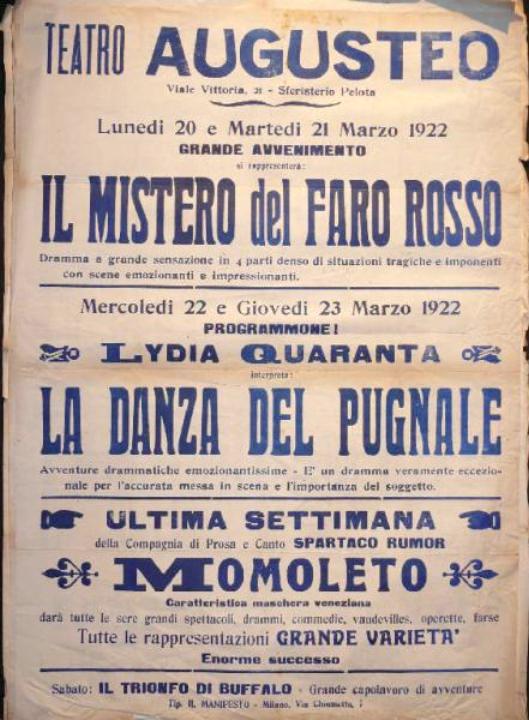 TEATRO AUGUSTEO
Viale Vittoria, 21 - Sferisterio Pelota
Lunedì 20 e Martedì 21 Marzo 1922
GRANDE AVVENIMENTO
si rappresenterà:
IL MISTERO del FARO ROSSO
Dramma a grande sensazione in 4 parti denso di situazioni tragiche e imponenti
con scene emozionanti e impressionanti.
Mercoledì 22 e Giovedì 23 Marzo 1922
PROGRAMMONE!
LYDIA QUARANTA
interpreta:
LA DANZA DEL PUGNALE
Avventure drammatiche emozionantissime - E' un dramma veramente eccezio-
nale per l'accurata messa in scena e l'importanza del soggetto.
ULTIMA SETTIMANA
della Compagnia di Prosa e Canto SPARTACO RUMOR
MOMOLETO
Caratteristica maschera veneziana
darà tutte le sere grandi spettacoli, drammi, commedie, vaudevilles, operette, farse
Tutte le rappresentazioni GRANDE VARIETA'
Enorme successo
Sabato: IL TRIONFO DI BUFFALO - Grande capolavoro di avventure
Tip. IL MANIFESTO - Milano, Via